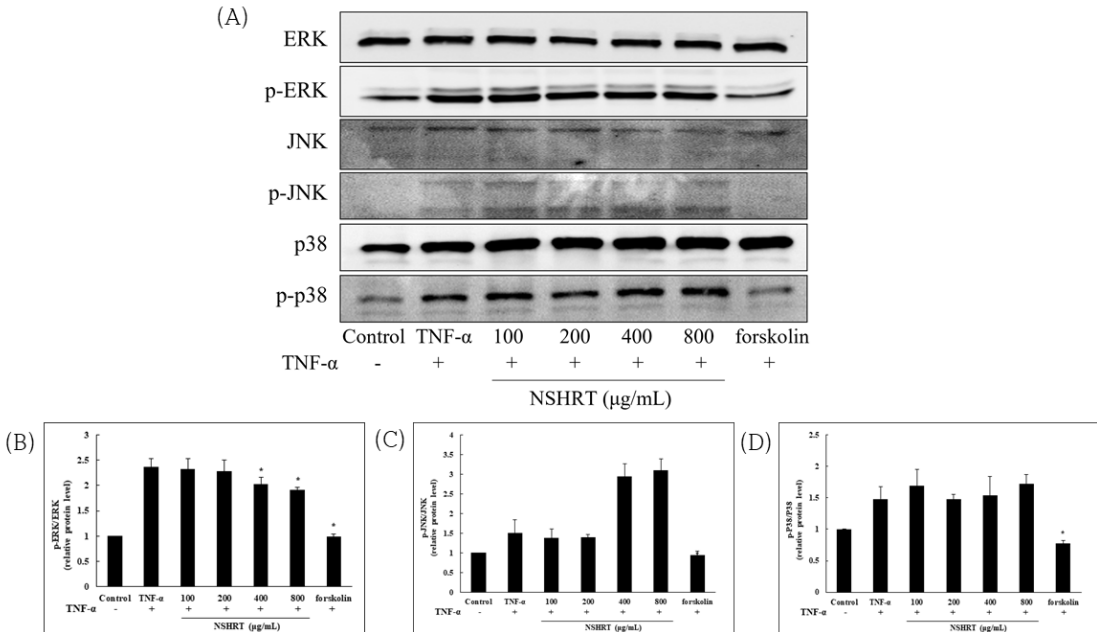 (A)
ERK
p-ERK
JNK
p-JNK
p38
p-p38
Control TNF-α 100 200 400 800 forskolin
TNF-α - + + + + + +
NSHRT (μg/mL)
(B)
p-ERK/ERK
(relative protein level)
3
2.5
2
1.5
1
0.5
0
* * *
Control TNF-α 100 200 400 800 forskolin
TNF-α - + + + + + +
NSHRT (μg/mL)
(C)
p-JNK/JNK
(relative protein level)
4
3.5
3
2.5
2
1.5
1
0.5
0
Control TNF-α 100 200 400 800 forskolin
TNF-α - + + + + + +
NSHRT (μg/mL)
(D)
p-P38/P38
(relative protein level)
2.5
2
1.5
1
0.5
0
*
Control TNF-α 100 200 400 800 forskolin
TNF-α - + + + + + +
NSHRT (μg/mL)